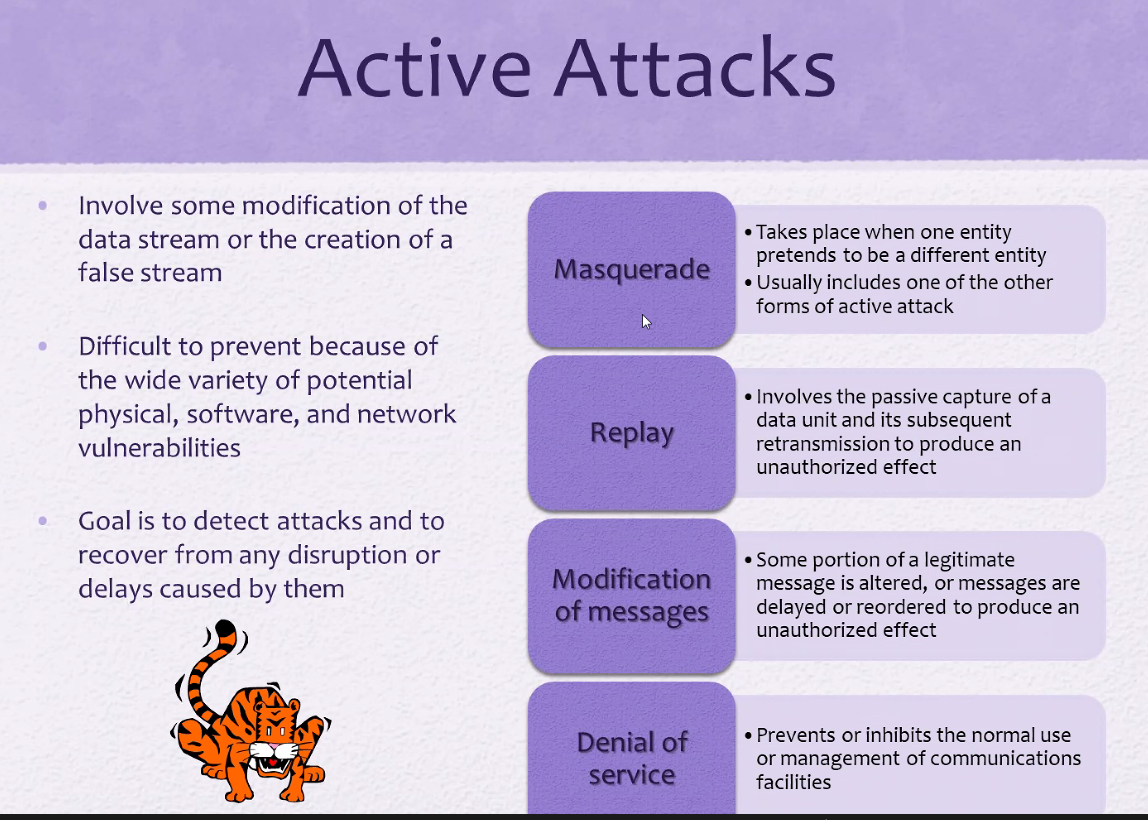 Active Attacks
• Involve some modification of the
data stream or the creation of a
false stream
• Difficult to prevent because of
the wide variety of potential
physical, software, and network
vulnerabilities
• Goal is to detect attacks and to
recover from any disruption or
delays caused by them
Masquerade
• Takes place when one entity
pretends to be a different entity
• Usually includes one of the other
forms of active attack
Replay
• Involves the passive capture of a
data unit and its subsequent
retransmission to produce an
unauthorized effect
Modification
of messages
• Some portion of a legitimate
message is altered, or messages are
delayed or reordered to produce an
unauthorized effect
Denial of
service
• Prevents or inhibits the normal use
or management of communications
facilities